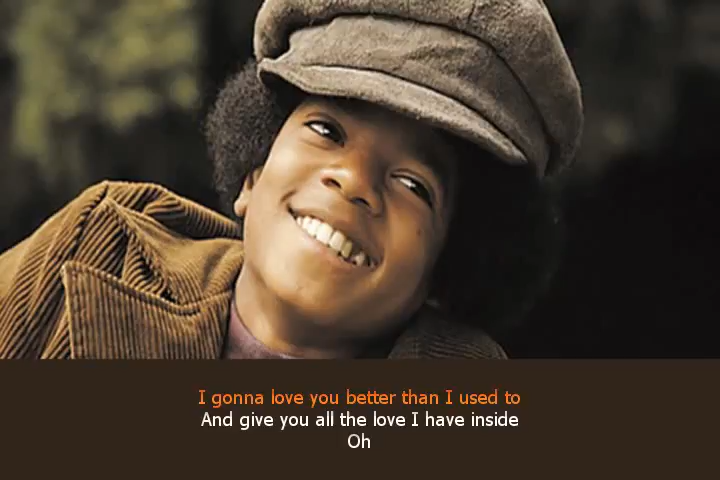 I gonna love you better than I used to
And give you all the love I have inside
Oh